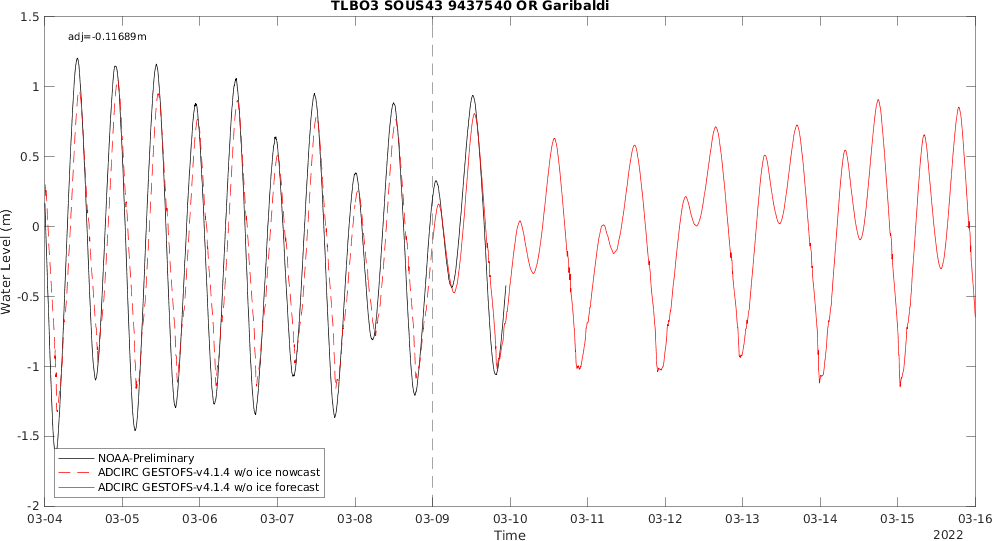 TLBO3 SOUS43 9437540 OR Garibaldi
adj=-0.11689m
1.5
1
0.5
0
-0.5
-1
-1.5
-2
Water Level (m)
NOAA-Preliminary
ADCIRC GESTOFS-v4.1.4 w/o ice nowcast
ADCIRC GESTOFS-v4.1.4 w/o ice forecast
03-04 03-05 03-06 03-07 03-08 03-09 03-10 03-11 03-12 03-13 03-14 03-15 03-16
Time
2022